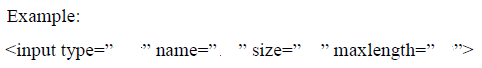 Example:
<input type=” ” name=”. ” size=” ” maxlength=” ”>